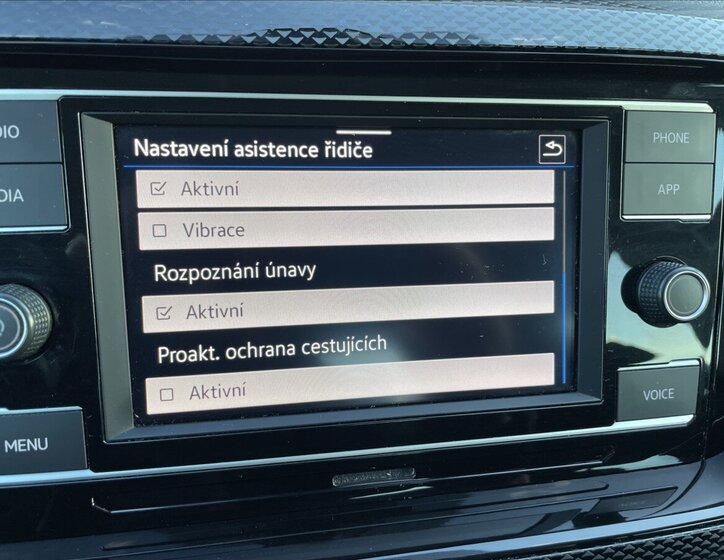 Nastavení asistence řidiče
Aktivní
Vibrace
Rozpoznání únavy
Aktivní
Proakt. ochrana cestujících
Aktivní
DIO
DIA
MENU
PHONE
APP
VOICE